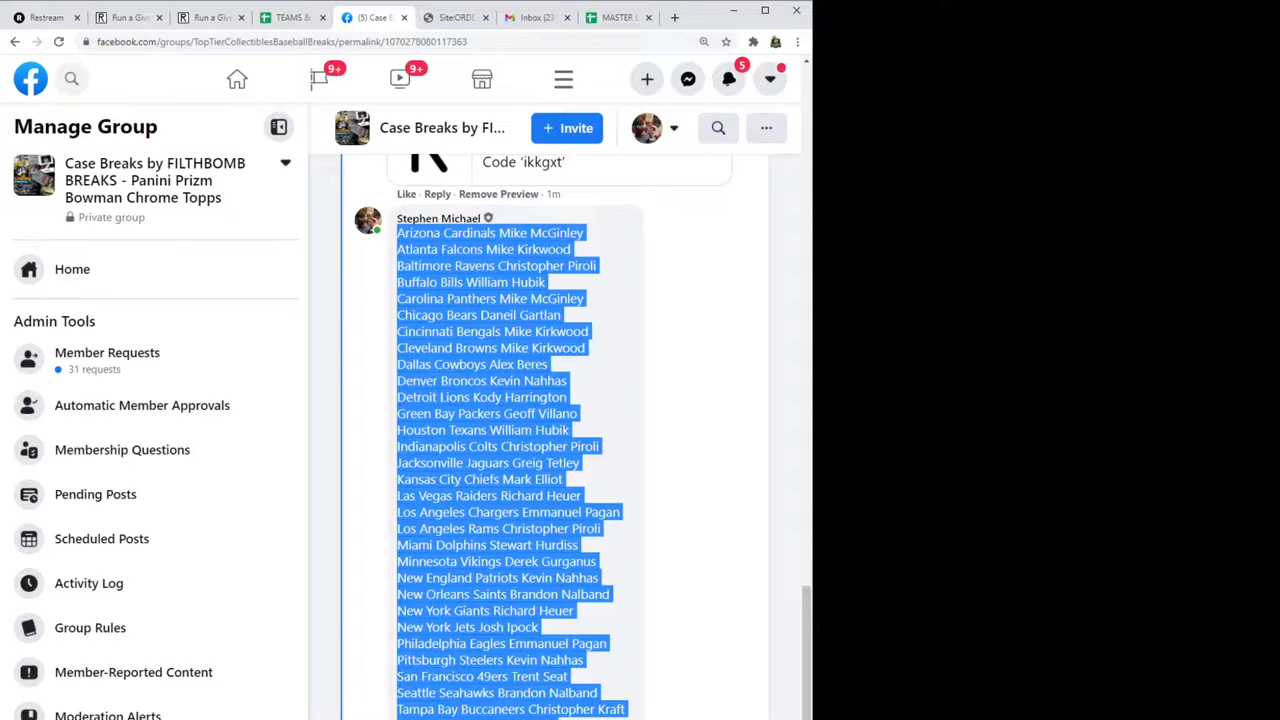 Restream
Run a Give
Run a Giv
TEAMS &
(5) Case B
Site:ORDE
Inbox (23
MASTER B
facebook.com/groups/TopTierCollectiblesBaseballBreaks/permalink/1070278080117363
9+
9+
5
Manage Group
Case Breaks by FI...
+ Invite
Case Breaks by FILTHBOMB
BREAKS - Panini Prizm
Bowman Chrome Topps
Private group
Home
Admin Tools
Member Requests
31 requests
Automatic Member Approvals
Membership Questions
Pending Posts
Scheduled Posts
Activity Log
Group Rules
Member-Reported Content
Moderation Alerts
Code 'ikkgxt'
Like · Reply · Remove Preview · 1m
Stephen Michael
Arizona Cardinals Mike McGinley
Atlanta Falcons Mike Kirkwood
Baltimore Ravens Christopher Piroli
Buffalo Bills William Hubik
Carolina Panthers Mike McGinley
Chicago Bears Daneil Gartlan
Cincinnati Bengals Mike Kirkwood
Cleveland Browns Mike Kirkwood
Dallas Cowboys Alex Beres
Denver Broncos Kevin Nahhas
Detroit Lions Kody Harrington
Green Bay Packers Geoff Villano
Houston Texans William Hubik
Indianapolis Colts Christopher Piroli
Jacksonville Jaguars Greig Tetley
Kansas City Chiefs Mark Elliot
Las Vegas Raiders Richard Heuer
Los Angeles Chargers Emmanuel Pagan
Los Angeles Rams Christopher Piroli
Miami Dolphins Stewart Hurdiss
Minnesota Vikings Derek Gurganus
New England Patriots Kevin Nahhas
New Orleans Saints Brandon Nalband
New York Giants Richard Heuer
New York Jets Josh Ipock
Philadelphia Eagles Emmanuel Pagan
Pittsburgh Steelers Kevin Nahhas
San Francisco 49ers Trent Seat
Seattle Seahawks Brandon Nalband
Tampa Bay Buccaneers Christopher Kraft